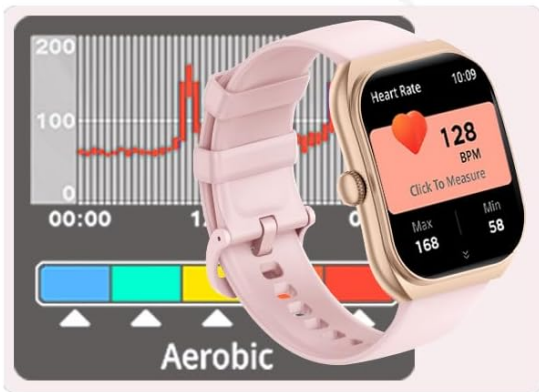 200
100
0
00:00
Aerobic
Heart Rate
10:09
128
BPM
Click To Measure
Max
168
Min
58